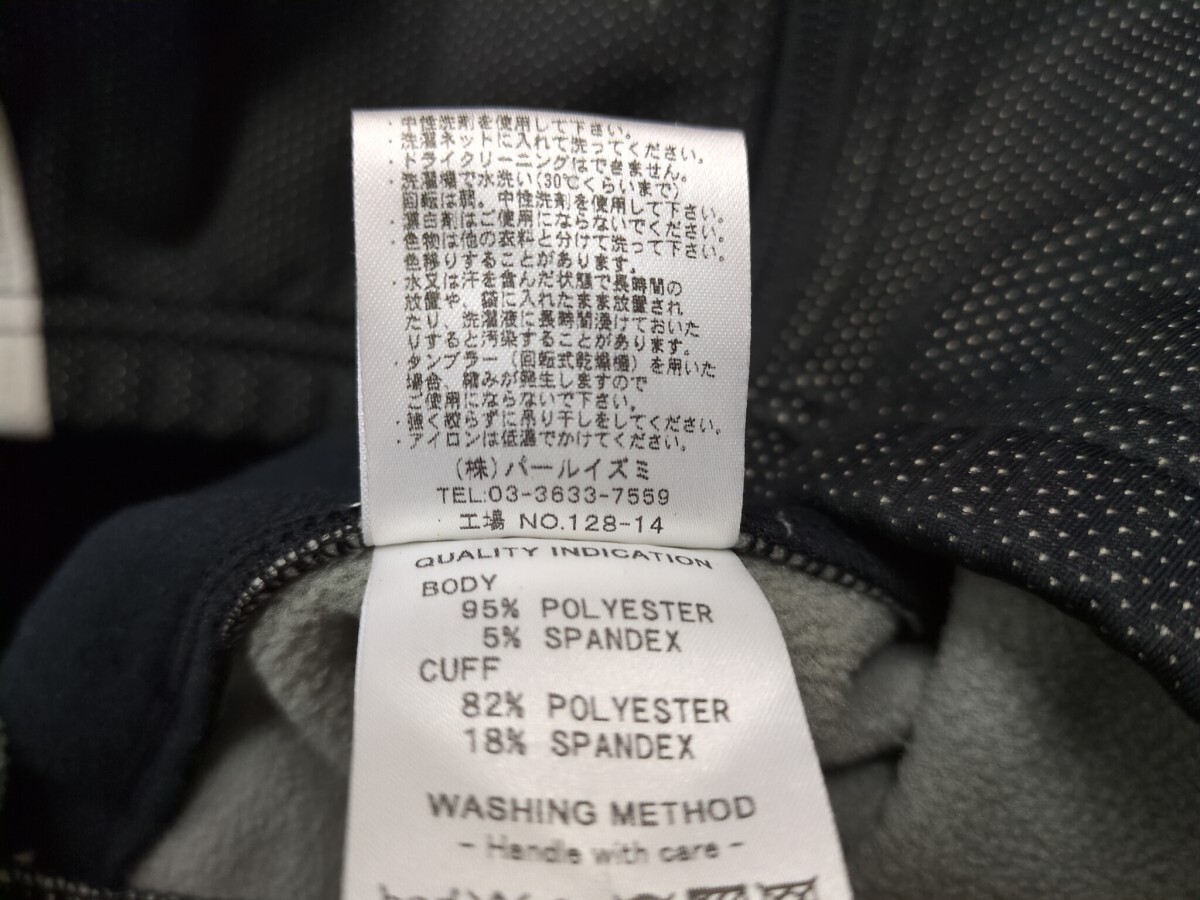 ・中性洗剤を使用して下さい。
・洗濯ネットに入れて洗ってください。
・ドライクリーニングはできません。
・洗濯機で水洗い(30℃くらいまで)
回転は弱。中性洗剤を使用して下さい。
・漂白剤はご使用にならないでください。
・色物は他の衣料と分けて洗って下さい。
色移りすることがあります。
・水又は汗を含んだ状態で長時間の
放置や、袋に入れたまま放置され
たり、洗濯液に長時間浸けておいた
りすると汚染することがあります。
・タンブラー(回転式乾燥機)を用いた
場合、縮みが発生しますので
ご使用にならないで下さい。
・強く絞らずに吊り干しをしてください。
・アイロンは低温でかけてください。
(株)パールイズミ
TEL:03-3633-7559
工場 NO.128-14
QUALITY INDICATION
BODY
95% POLYESTER
5% SPANDEX
CUFF
82% POLYESTER
18% SPANDEX
WASHING METHOD
- Handle with care -